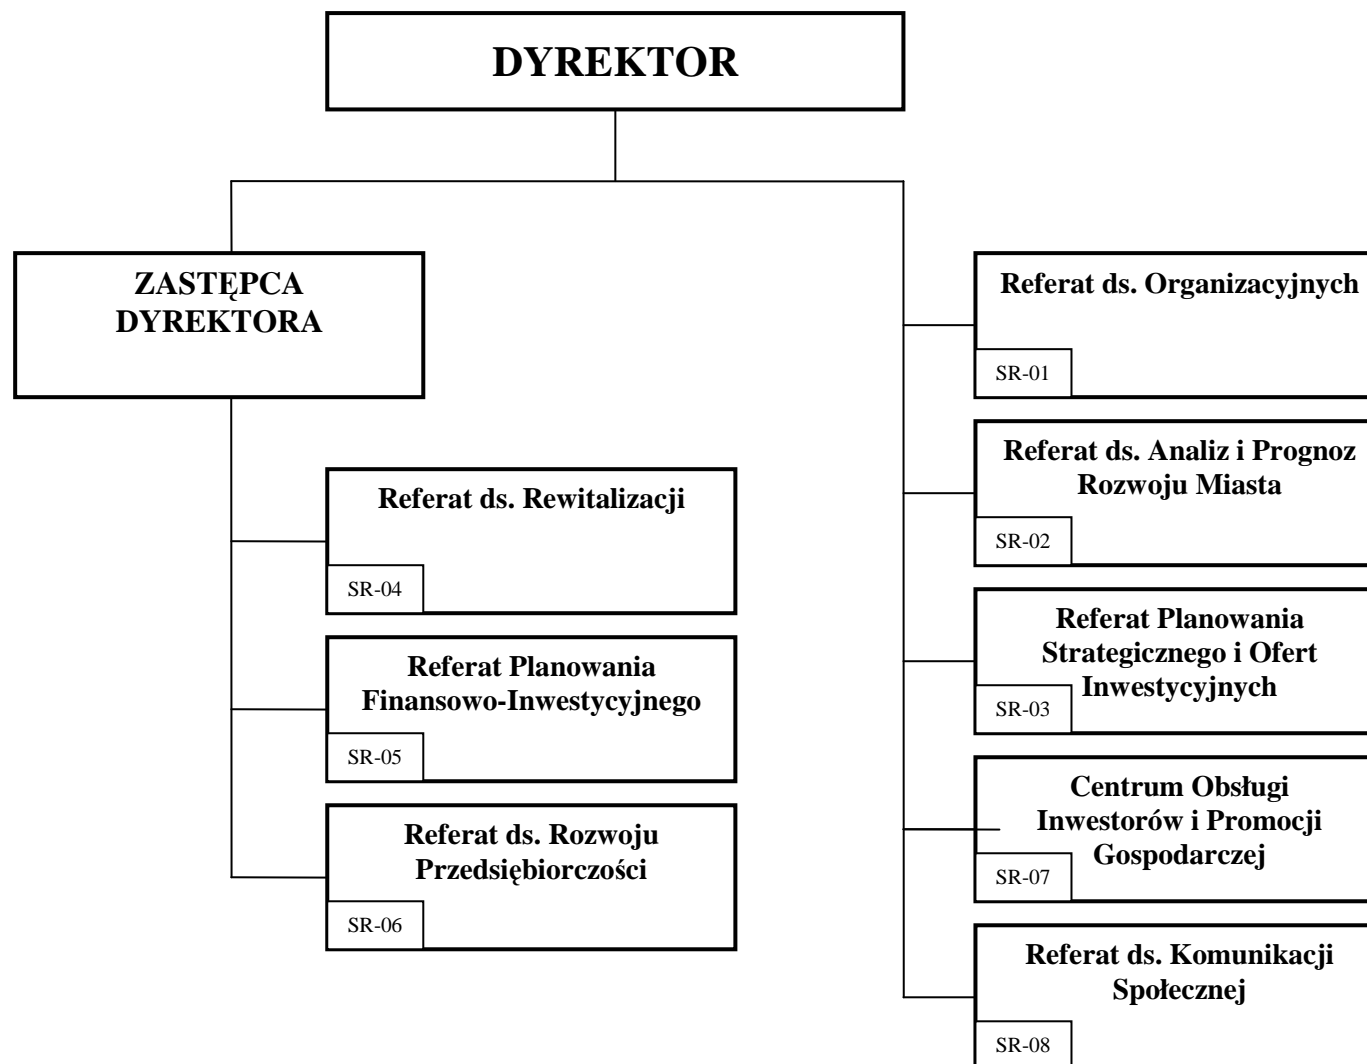 DYREKTOR
ZASTĘPCA
DYREKTORA
Referat ds. Rewitalizacji
SR-04
Referat Planowania
Finansowo-Inwestycyjnego
SR-05
Referat ds. Rozwoju
Przedsiębiorczości
SR-06
Referat ds. Organizacyjnych
SR-01
Referat ds. Analiz i Prognoz
Rozwoju Miasta
SR-02
Referat Planowania
Strategicznego i Ofert
Inwestycyjnych
SR-03
Centrum Obsługi
Inwestorów i Promocji
Gospodarczej
SR-07
Referat ds. Komunikacji
Społecznej
SR-08